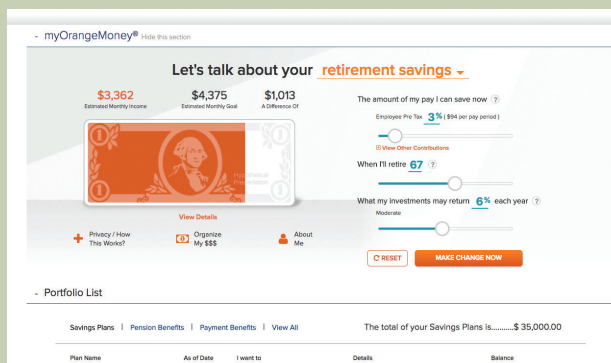 - myOrangeMoney® Hide this section
Let's talk about your retirement savings
$3,362 $4,375 $1,013
Estimated Monthly Income Estimated Monthly Goal A Difference Of
The amount of my pay I can save now ?
Employee Pre Tax 3% ( $94 per pay period )
View Other Contributions
When I'll retire 67 ?
Hypothetical
Presentation
What my investments may return 6% each year ?
Moderate
View Details
Privacy / How
This Works?
Organize
My $$$
About
Me
RESET MAKE CHANGE NOW
- Portfolio List
Savings Plans | Pension Benefits | Payment Benefits | View All The total of your Savings Plans is..........$ 35,000.00
Plan Name As of Date I want to Details Balance